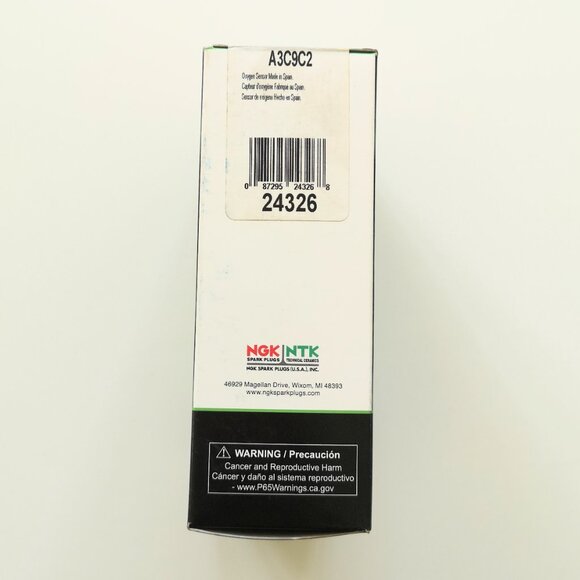 A3C9C2
Oxygen Sensor Made in Spain.
Capteur d'oxygène Fabriqué au Spain.
Sensor de oxígeno Hecho en Spain.
0 87295 24326 8
24326
NGK NTK
SPARK PLUGS TECHNICAL CERAMICS
NGK SPARK PLUGS (U.S.A.), INC.
46929 Magellan Drive, Wixom, MI 48393
www.ngksparkplugs.com
WARNING / Precaución
Cancer and Reproductive Harm
Cáncer y daño al sistema reproductivo
- www.P65Warnings.ca.gov